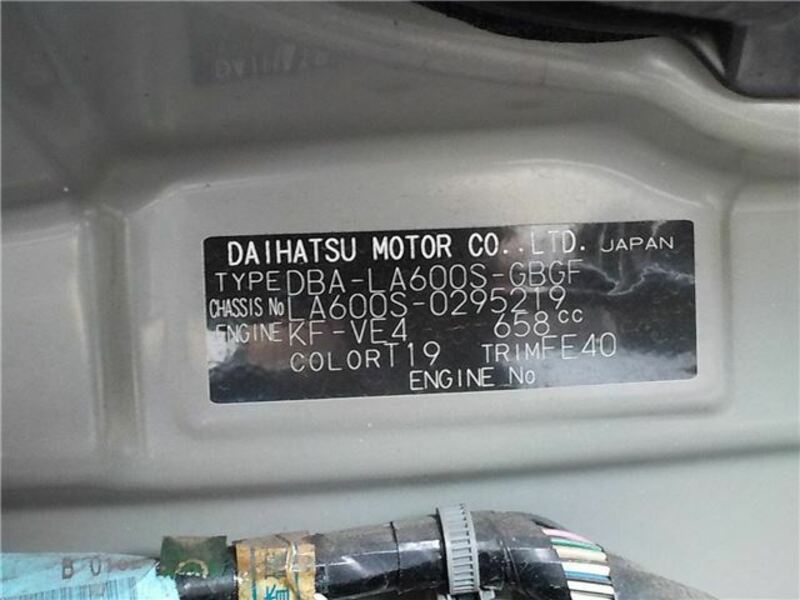 DAIHATSU MOTOR CO., LTD. JAPAN
TYPE DBA-LA600S-GBGF
CHASSIS No LA600S-0295219
ENGINE KF-VE4 658cc
COLOR T19 TRIM FE40
ENGINE No